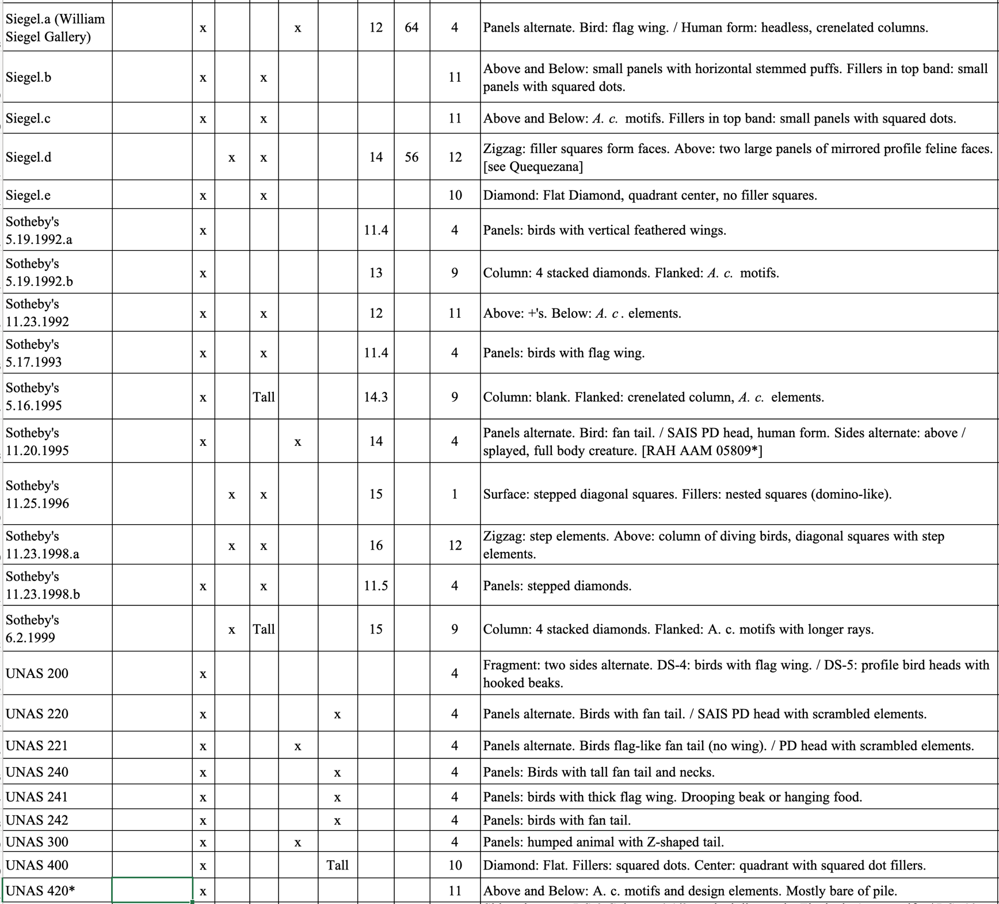 Siegel.a (William Siegel Gallery) x x 12 64 4 Panels alternate. Bird: flag wing. / Human form: headless, crenelated columns.
Siegel.b x x 11 Above and Below: small panels with horizontal stemmed puffs. Fillers in top band: small
panels with squared dots.
Siegel.c x x 11 Above and Below: A. c. motifs. Fillers in top band: small panels with squared dots.
Siegel.d x x 14 56 12 Zigzag: filler squares form faces. Above: two large panels of mirrored profile feline faces.
[see Quequezana]
Siegel.e x x 10 Diamond: Flat Diamond, quadrant center, no filler squares.
Sotheby's
5.19.1992.a x 11.4 4 Panels: birds with vertical feathered wings.
Sotheby's
5.19.1992.b x 13 9 Column: 4 stacked diamonds. Flanked: A. c. motifs.
Sotheby's
11.23.1992 x x 12 11 Above: +'s. Below: A. c. elements.
Sotheby's
5.17.1993 x x 11.4 4 Panels: birds with flag wing.
Sotheby's
5.16.1995 x Tall 14.3 9 Column: blank. Flanked: crenelated column, A. c. elements.
Sotheby's
11.20.1995 x x 14 4 Panels alternate. Bird: fan tail. / SAIS PD head, human form. Sides alternate: above /
splayed, full body creature. [RAH AAM 05809*]
Sotheby's
11.25.1996 x x 15 1 Surface: stepped diagonal squares. Fillers: nested squares (domino-like).
Sotheby's
11.23.1998.a x x 16 12 Zigzag: step elements. Above: column of diving birds, diagonal squares with step
elements.
Sotheby's
11.23.1998.b x x 11.5 4 Panels: stepped diamonds.
Sotheby's
6.2.1999 x Tall 15 9 Column: 4 stacked diamonds. Flanked: A. c. motifs with longer rays.
UNAS 200 x 4 Fragment: two sides alternate. DS-4: birds with flag wing. / DS-5: profile bird heads with
hooked beaks.
UNAS 220 x x 4 Panels alternate. Birds with fan tail. / SAIS PD head with scrambled elements.
UNAS 221 x x 4 Panels alternate. Birds flag-like fan tail (no wing). / PD head with scrambled elements.
UNAS 240 x x 4 Panels: Birds with tall fan tail and necks.
UNAS 241 x x 4 Panels: birds with thick flag wing. Drooping beak or hanging food.
UNAS 242 x x 4 Panels: birds with fan tail.
UNAS 300 x x 4 Panels: humped animal with Z-shaped tail.
UNAS 400 x Tall 10 Diamond: Flat. Fillers: squared dots. Center: quadrant with squared dot fillers.
UNAS 420* x 11 Above and Below: A. c. motifs and design elements. Mostly bare of pile.